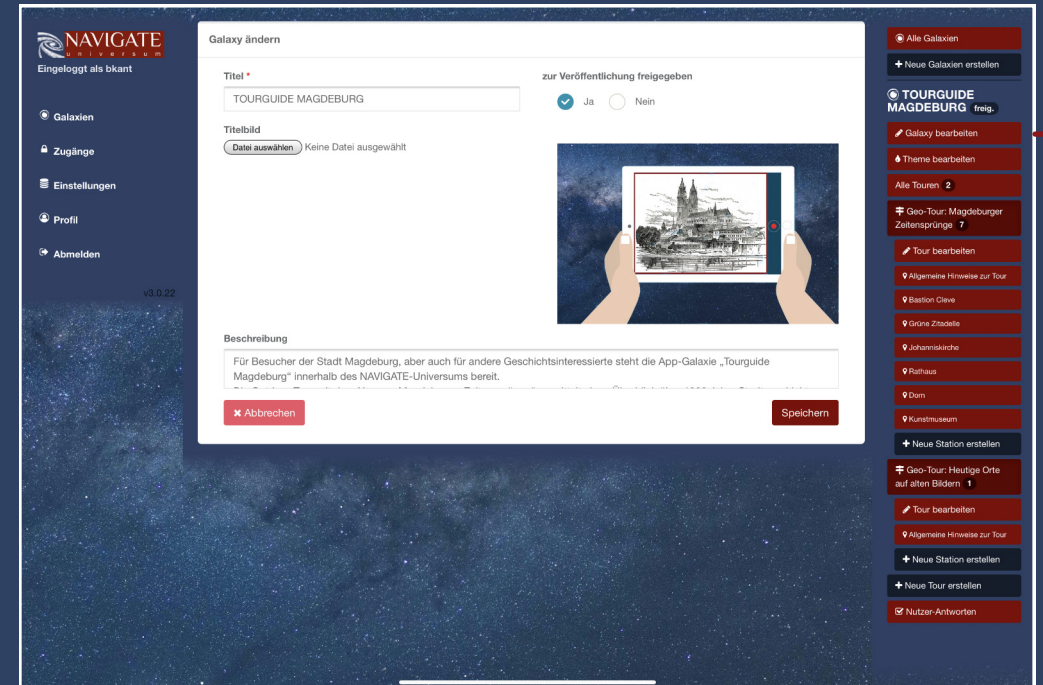 NAVIGATE
universum
Eingeloggt als bkant
Galaxien
Zugänge
Einstellungen
Profil
Abmelden
v3.0.22
Galaxy ändern
Titel *
TOURGUIDE MAGDEBURG
zur Veröffentlichung freigegeben
Ja
Nein
Titelbild
Datei auswählen Keine Datei ausgewählt
Beschreibung
Für Besucher der Stadt Magdeburg, aber auch für andere Geschichtsinteressierte steht die App-Galaxie „Tourguide
Magdeburg“ innerhalb des NAVIGATE-Universums bereit.
Abbrechen
Speichern
Alle Galaxien
Neue Galaxien erstellen
TOURGUIDE
MAGDEBURG freig.
Galaxy bearbeiten
Theme bearbeiten
Alle Touren 2
Geo-Tour: Magdeburger
Zeitensprünge 7
Tour bearbeiten
Allgemeine Hinweise zur Tour
Bastion Cleve
Grüne Zitadelle
Johanniskirche
Rathaus
Dom
Kunstmuseum
+ Neue Station erstellen
Geo-Tour: Heutige Orte
auf alten Bildern 1
Tour bearbeiten
Allgemeine Hinweise zur Tour
+ Neue Station erstellen
+ Neue Tour erstellen
Nutzer-Antworten